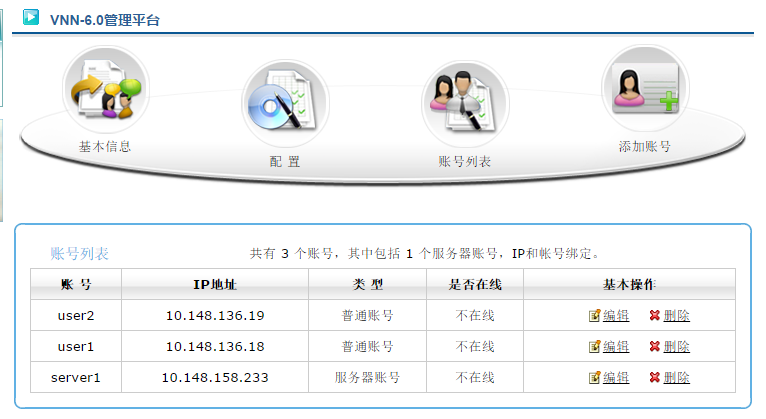 VNN-6.0管理平台
基本信息
配 置
账号列表
添加账号
账号列表 共有 3 个账号，其中包括 1 个服务器账号，IP和帐号绑定。
账 号 IP地址 类 型 是否在线 基本操作
user2 10.148.136.19 普通账号 不在线 编辑 删除
user1 10.148.136.18 普通账号 不在线 编辑 删除
server1 10.148.158.233 服务器账号 不在线 编辑 删除